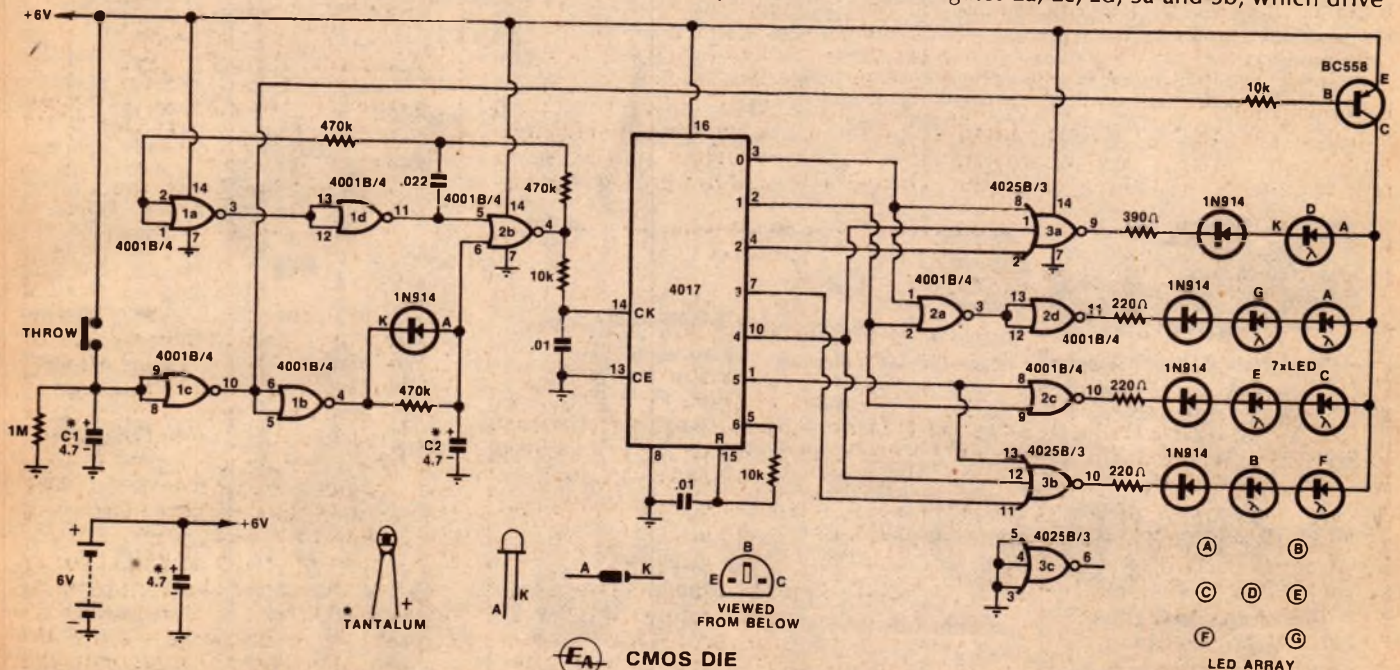 g. for 2a, 2c, 2d, 3a and 3b, which drive
+6V
BC558
E
B
C
10k
470k
16
14
2
1a
3
1
7
4001B/4
4001B/4
13
1d
11
12
.022
4001B/4
5
14
2b
4
6
7
470k
10k
14
CK
.01
13
CE
4017
0
3
1
2
2
4
3
7
4
10
5
1
6
5
R
8
15
.01
10k
4025B/3
8
14
1
3a
9
2
7
390Ω
1N914
D
K
A
4001B/4
1
2a
3
2
13
2d
11
12
4001B/4
220Ω
1N914
G
A
4001B/4
8
2c
10
9
220Ω
1N914
E
7xLED
C
4025B/3
13
12
3b
10
11
220Ω
1N914
B
F
THROW
4001B/4
9
1c
10
8
4001B/4
6
1b
4
5
1N914
K
A
470k
1M
* +
C1
4.7 -
* +
C2
4.7 -
+6V
+
6V
-
* +
4.7 -
*
+
TANTALUM
A
K
A
K
B
E
C
VIEWED
FROM BELOW
5
4025B/3
4
3c
6
3
A
B
C
D
E
F
G
LED ARRAY
EA
CMOS DIE